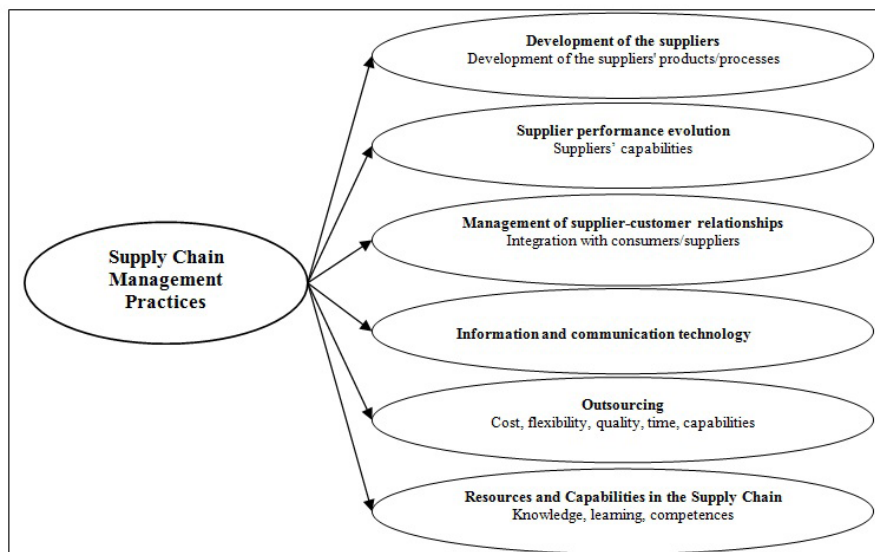 Development of the suppliers
Development of the suppliers' products/processes
Supplier performance evolution
Suppliers’ capabilities
Management of supplier-customer relationships
Integration with consumers/suppliers
Supply Chain
Management
Practices
Information and communication technology
Outsourcing
Cost, flexibility, quality, time, capabilities
Resources and Capabilities in the Supply Chain
Knowledge, learning, competences